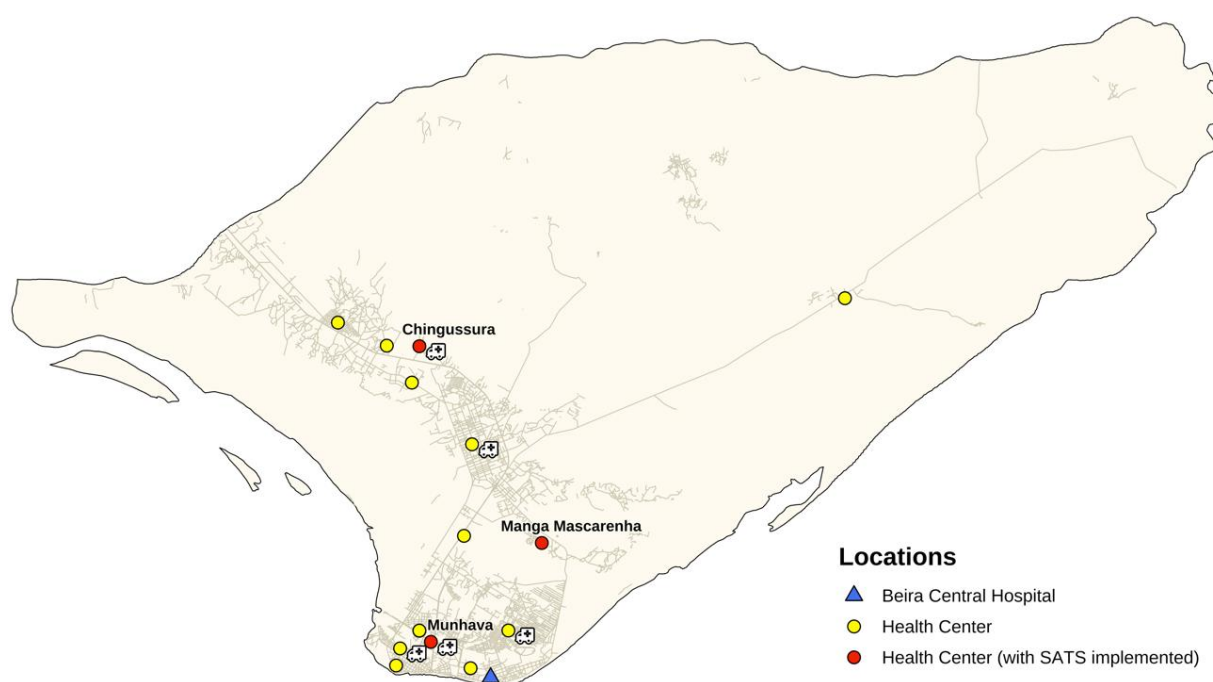 Chingussura
Manga Mascarenha
Munhava
Locations
Beira Central Hospital
Health Center
Health Center (with SATS implemented)